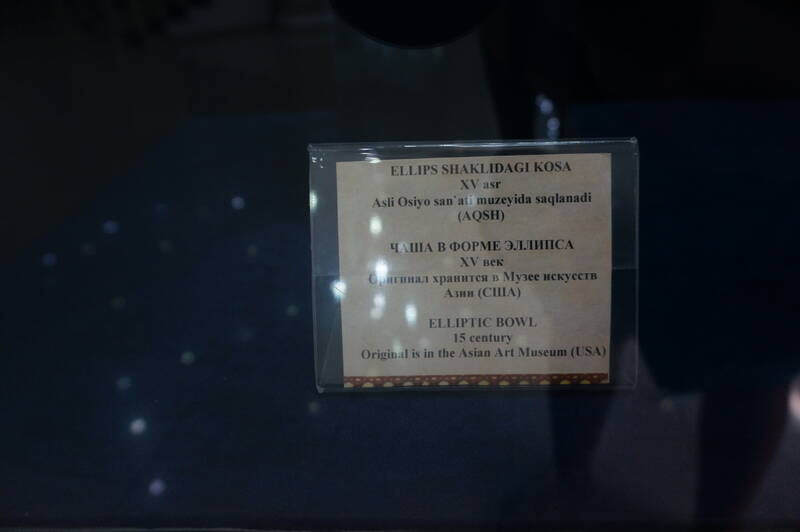 ELLIPS SHAKLIDAGI KOSA
XV asr
Asli Osiyo san`ati muzeyida saqlanadi
(AQSH)
ЧАША В ФОРМЕ ЭЛЛИПСА
XV век
Оригинал хранится в Музее искусств
Азии (США)
ELLIPTIC BOWL
15 century
Original is in the Asian Art Museum (USA)